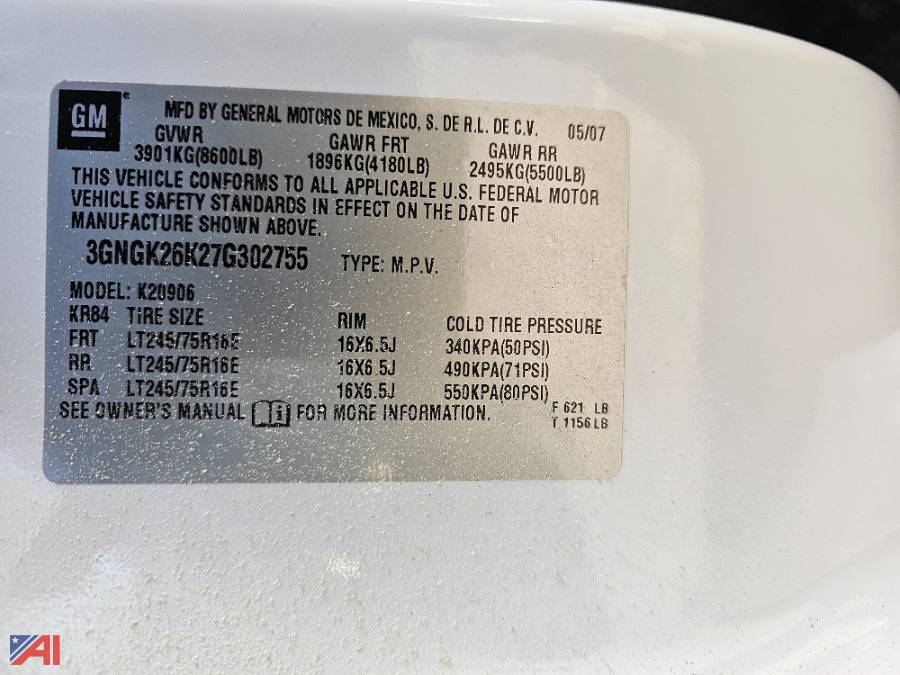 GM ®
MFD BY GENERAL MOTORS DE MEXICO, S. DE R.L. DE C.V. 05/07
GVWR GAWR FRT GAWR RR
3901KG(8600LB) 1896KG(4180LB) 2495KG(5500LB)
THIS VEHICLE CONFORMS TO ALL APPLICABLE U.S. FEDERAL MOTOR
VEHICLE SAFETY STANDARDS IN EFFECT ON THE DATE OF
MANUFACTURE SHOWN ABOVE.
3GNGK26K27G302755 TYPE: M.P.V.
MODEL: K20906
KR84 TIRE SIZE RIM COLD TIRE PRESSURE
FRT LT245/75R16E 16X6.5J 340KPA(50PSI)
RR LT245/75R16E 16X6.5J 490KPA(71PSI)
SPA LT245/75R16E 16X6.5J 550KPA(80PSI)
SEE OWNER'S MANUAL i FOR MORE INFORMATION. F 621 LB
T 1156 LB
AI